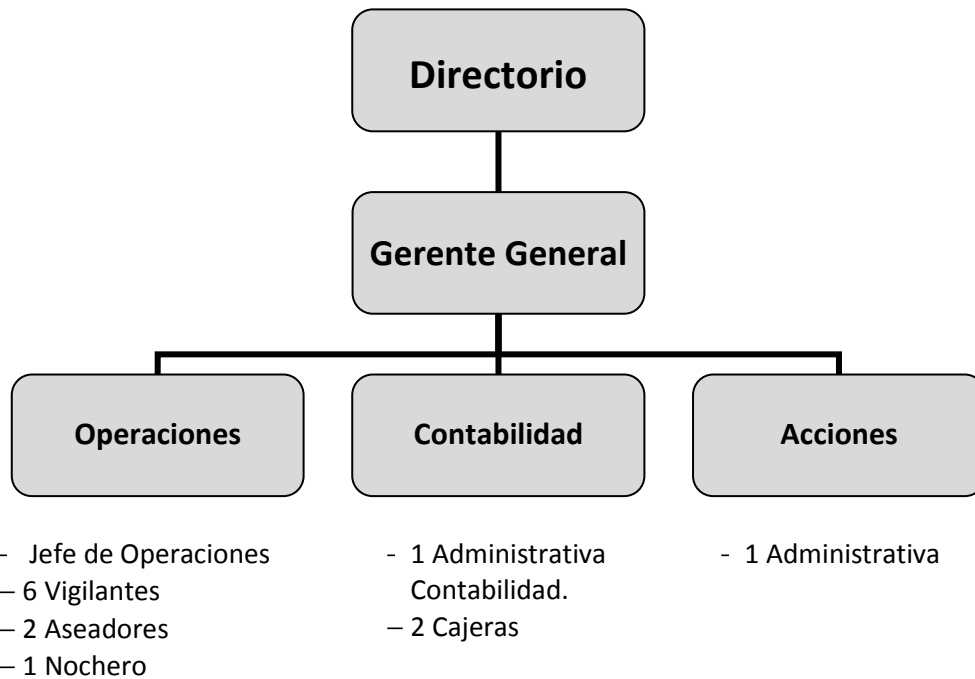 Directorio
Gerente General
Operaciones
Contabilidad
Acciones
- Jefe de Operaciones
– 6 Vigilantes
– 2 Aseadores
– 1 Nochero
- 1 Administrativa
Contabilidad.
– 2 Cajeras
- 1 Administrativa